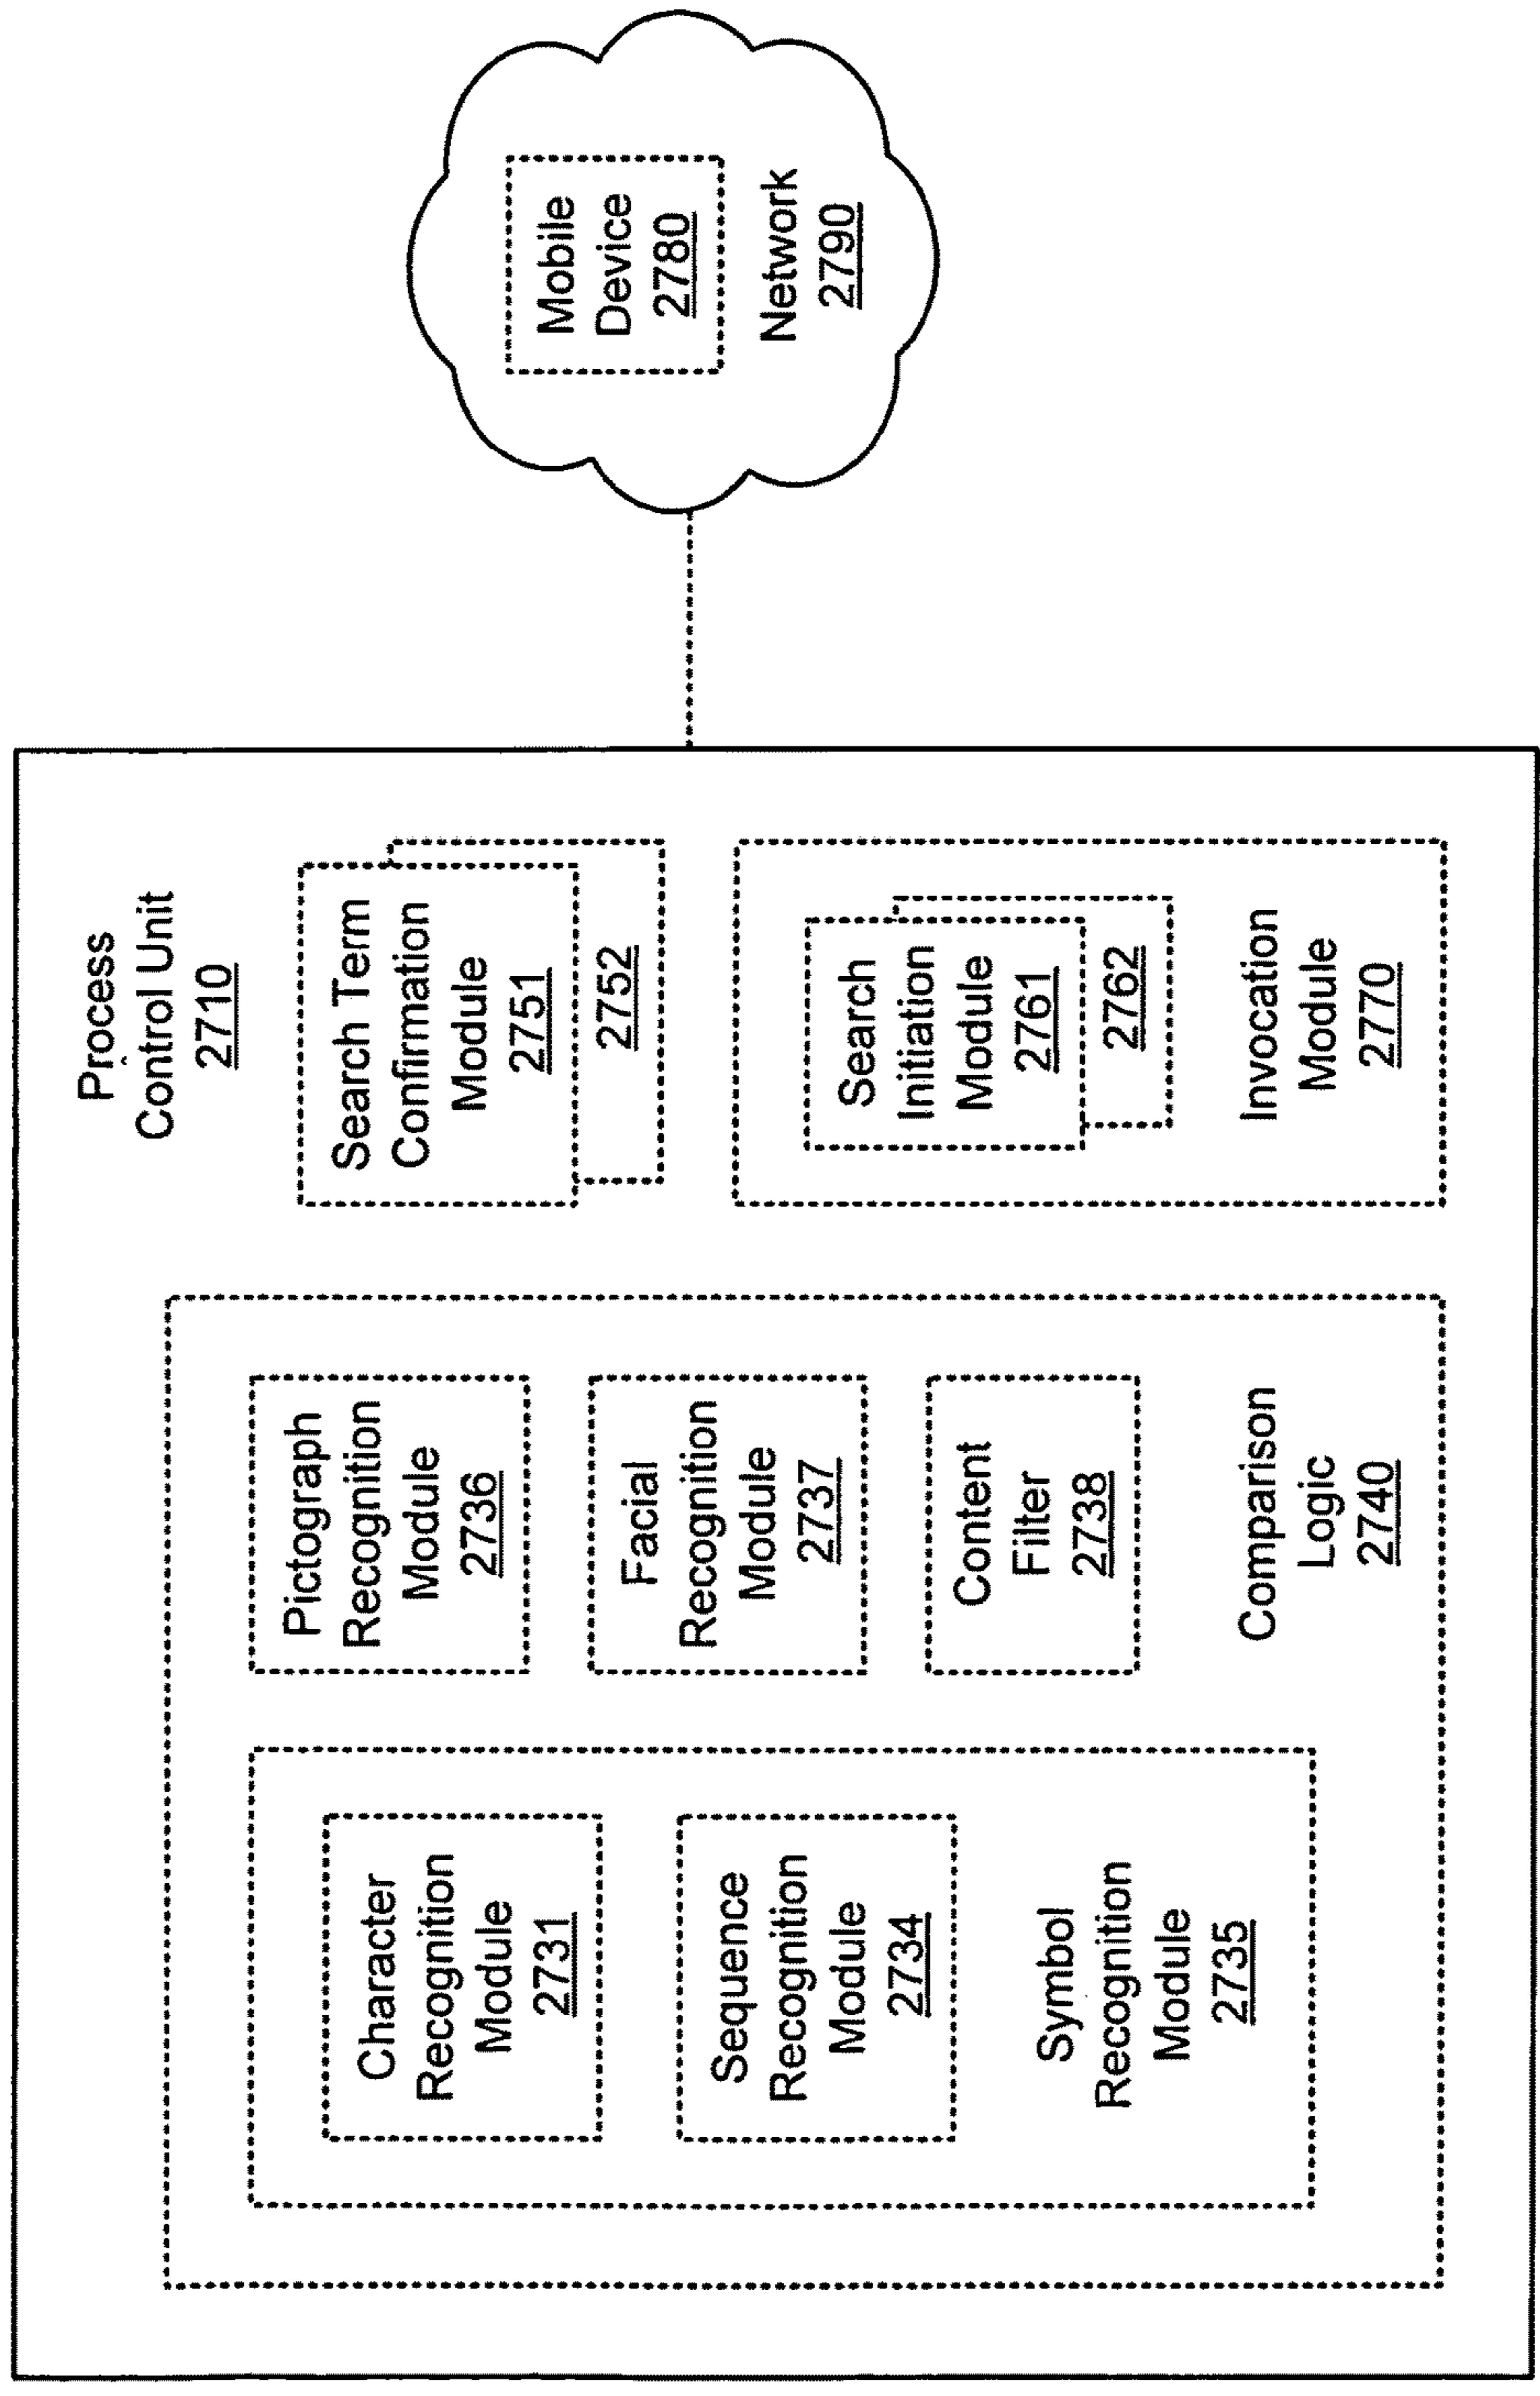 Process
Control Unit
2710
Character
Recognition
Module
2731
Sequence
Recognition
Module
2734
Symbol
Recognition
Module
2735
Pictograph
Recognition
Module
2736
Facial
Recognition
Module
2737
Content
Filter
2738
Comparison
Logic
2740
Search Term
Confirmation
Module
2751
2752
Search
Initiation
Module
2761
2762
Invocation
Module
2770
Mobile
Device
2780
Network
2790